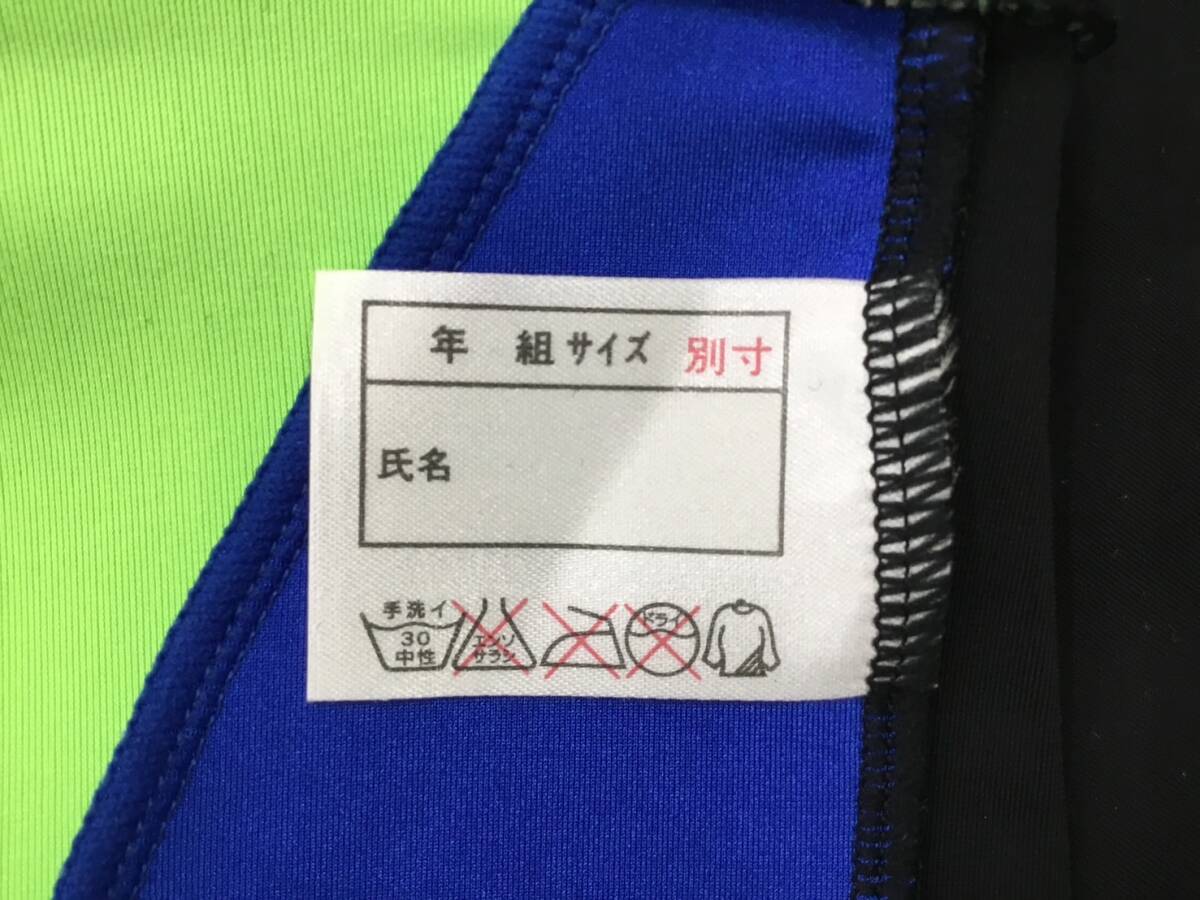 年 組 サイズ 別寸
氏名
手洗イ
30
中性
エンソ
サラシ
ドライ